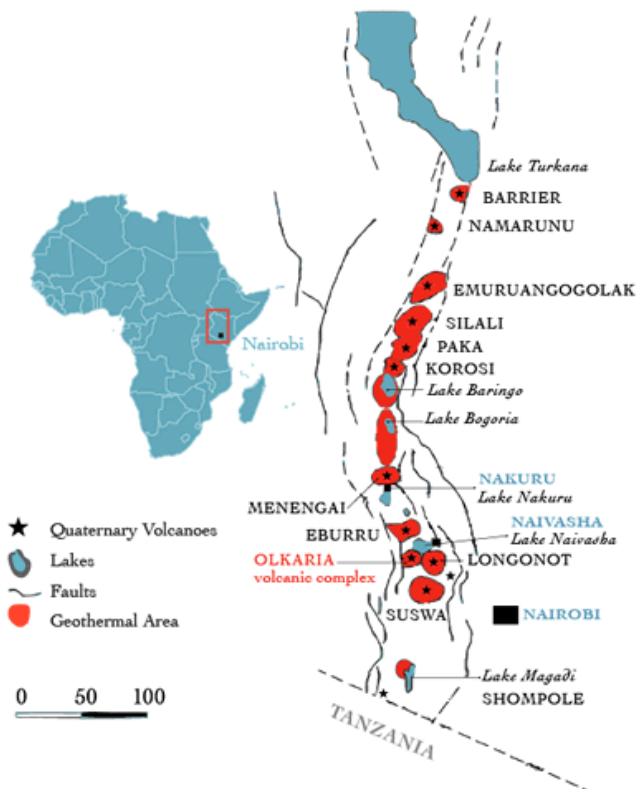 Lake Turkana
BARRIER
NAMARUNU
EMURUANGOGOLAK
SILALI
Nairobi
PAKA
KOROSI
Lake Baringo
Lake Bogoria
NAKURU
Lake Nakuru
MENENGAI
NAIVASHA
Lake Naivasha
EBURRU
OLKARIA
volcanic complex
LONGONOT
SUSWA
NAIROBI
Lake Magadi
SHOMPOLE
TANZANIA
Quaternary Volcanoes
Lakes
Faults
Geothermal Area
0 50 100